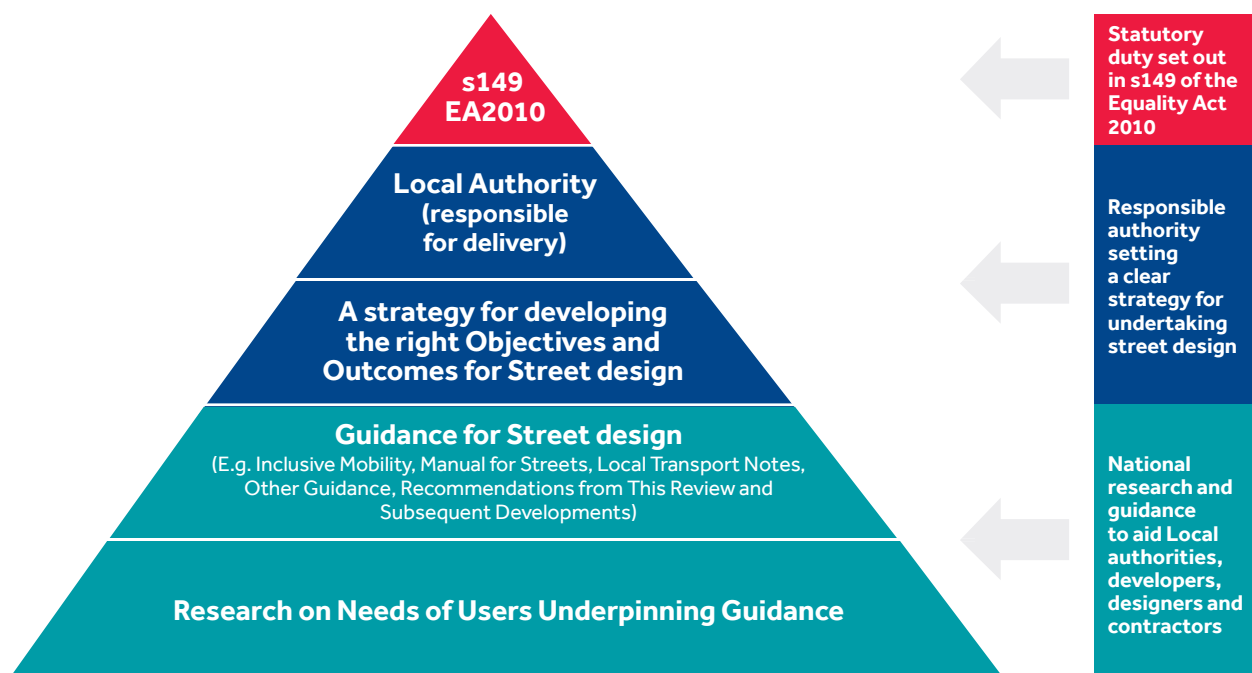 s149
EA2010
Local Authority
(responsible
for delivery)
A strategy for developing
the right Objectives and
Outcomes for Street design
Guidance for Street design
(E.g. Inclusive Mobility, Manual for Streets, Local Transport Notes,
Other Guidance, Recommendations from This Review and
Subsequent Developments)
Research on Needs of Users Underpinning Guidance
Statutory
duty set out
in s149 of the
Equality Act
2010
Responsible
authority
setting
a clear
strategy for
undertaking
street design
National
research and
guidance
to aid Local
authorities,
developers,
designers and
contractors